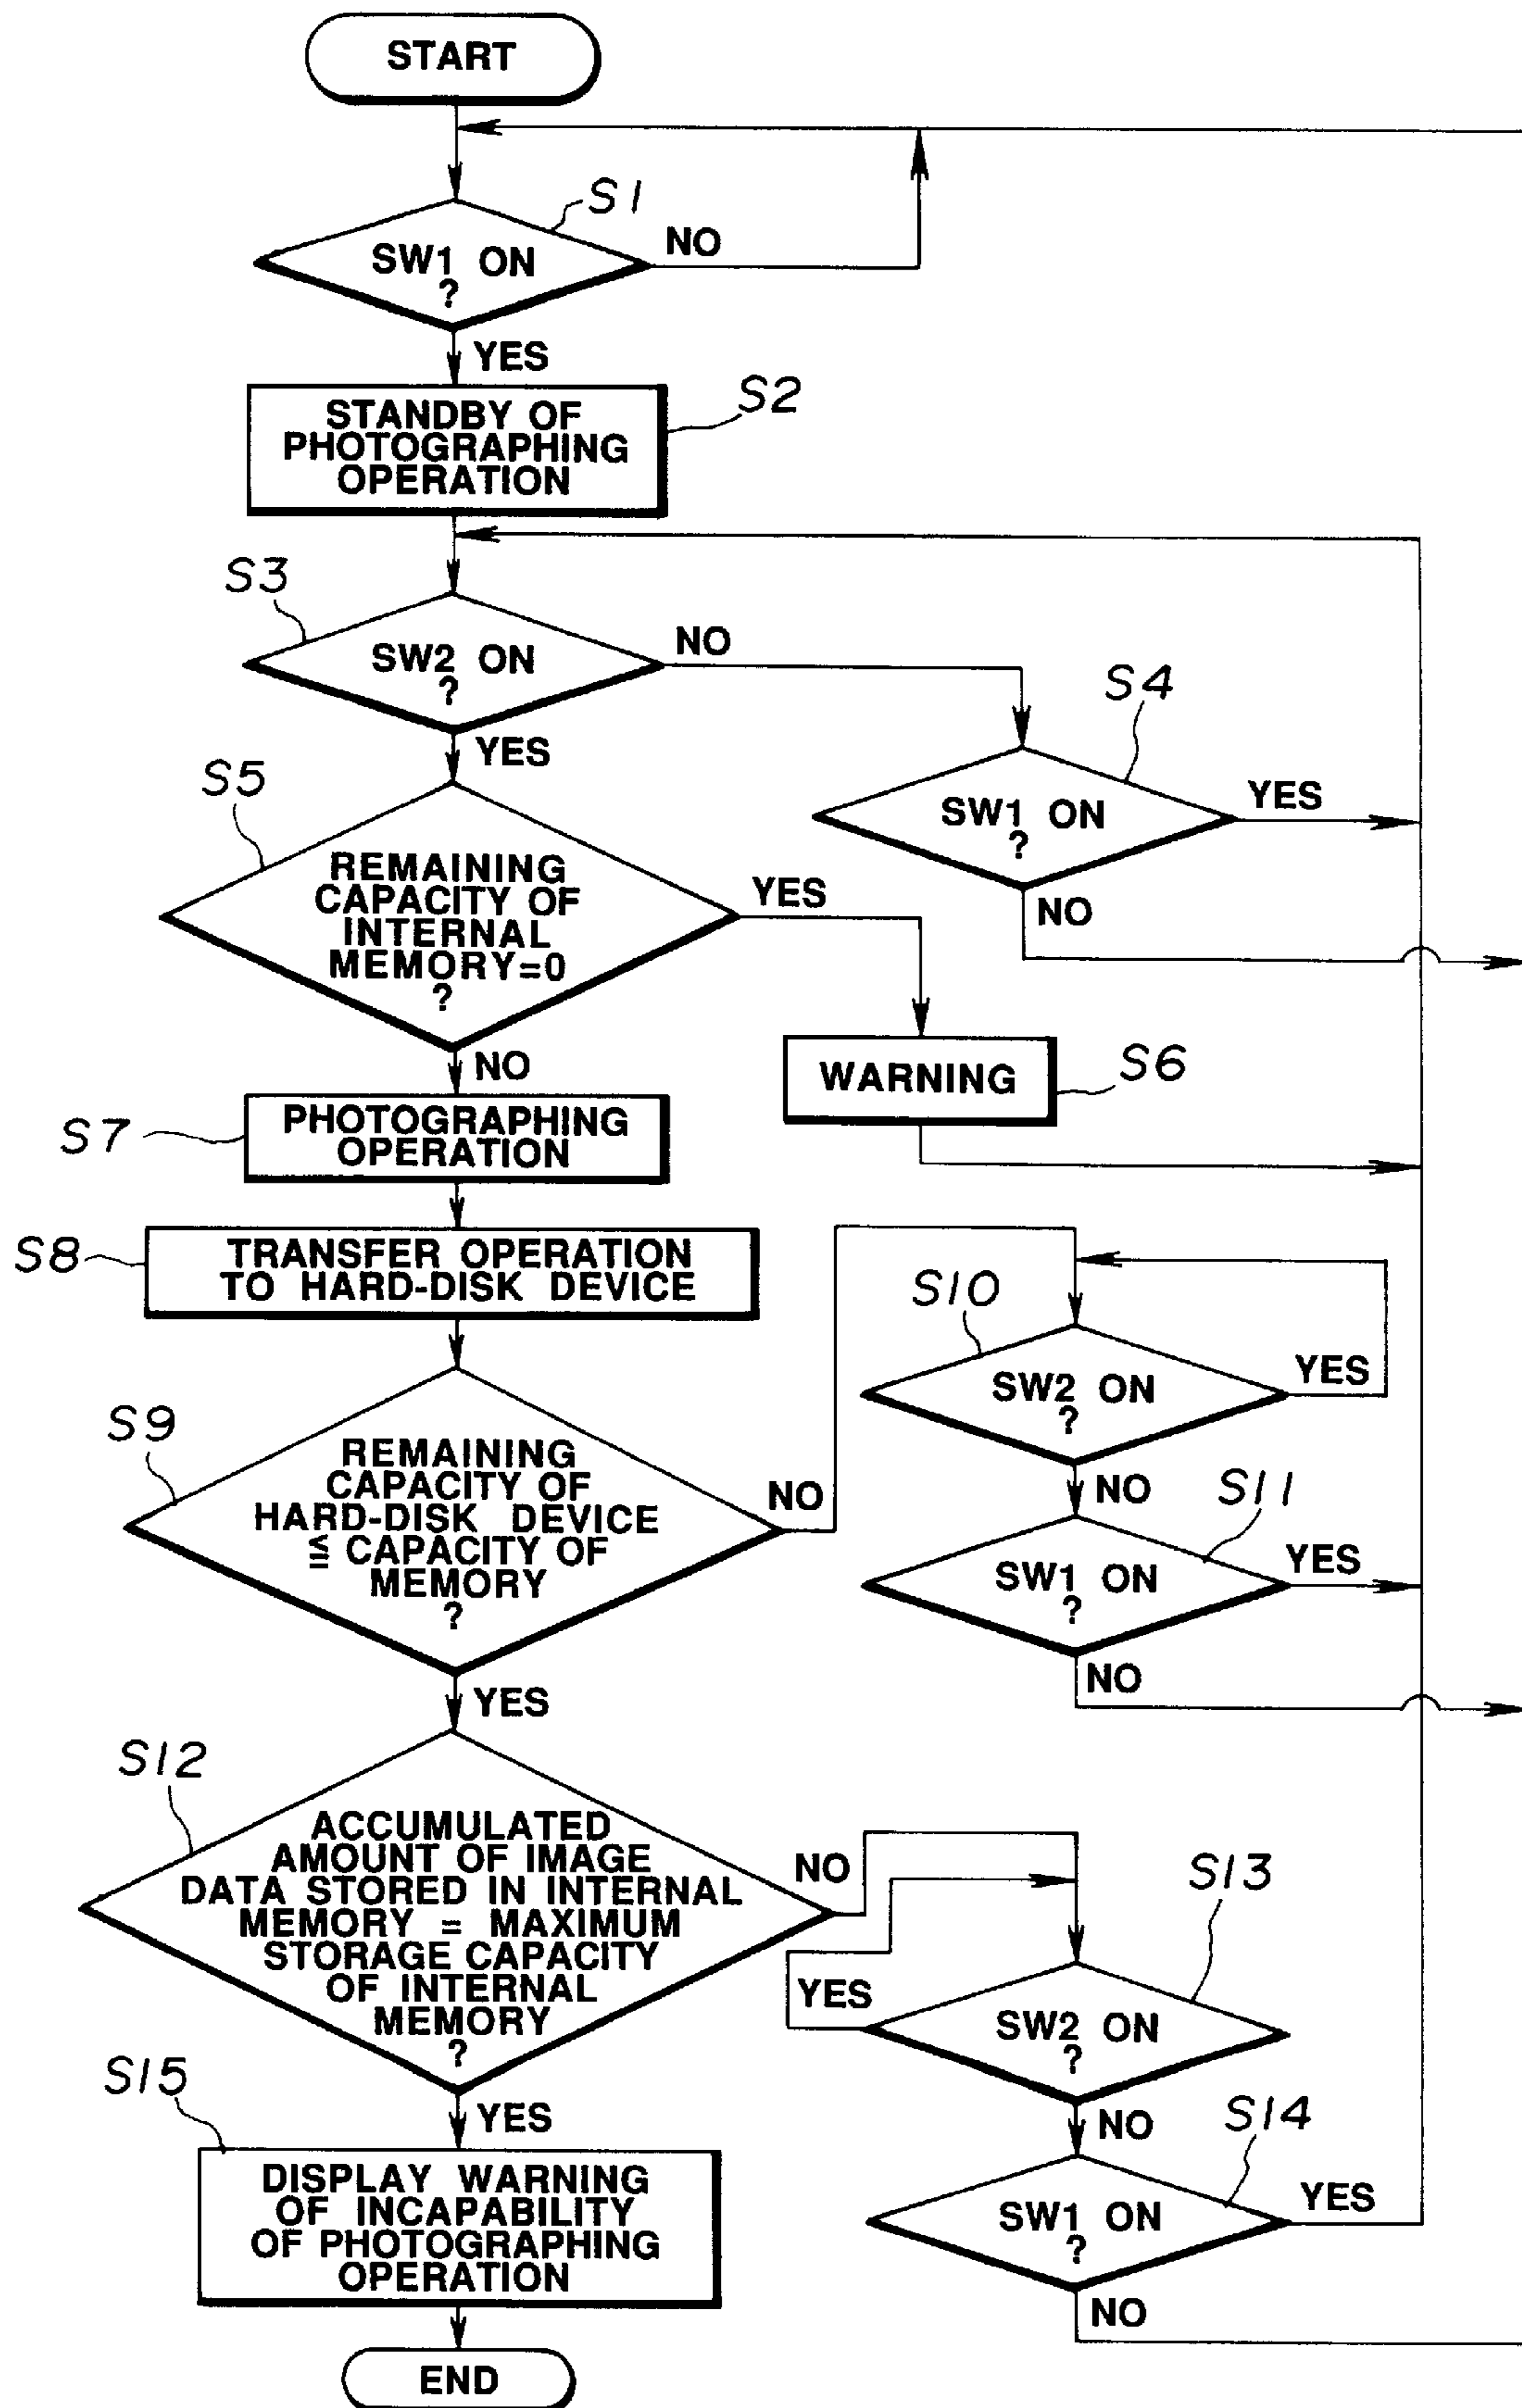 START
S1
SW1 ON
?
NO
YES
STANDBY OF
PHOTOGRAPHING
OPERATION
S2
S3
SW2 ON
?
NO
YES
S4
SW1 ON
?
YES
NO
S5
REMAINING
CAPACITY OF
INTERNAL
MEMORY=0
?
YES
NO
WARNING
S6
S7
PHOTOGRAPHING
OPERATION
S8
TRANSFER OPERATION
TO HARD-DISK DEVICE
S9
REMAINING
CAPACITY OF
HARD-DISK DEVICE
≦ CAPACITY OF
MEMORY
?
NO
YES
S10
SW2 ON
?
YES
NO
S11
SW1 ON
?
YES
NO
S12
ACCUMULATED
AMOUNT OF IMAGE
DATA STORED IN INTERNAL
MEMORY = MAXIMUM
STORAGE CAPACITY
OF INTERNAL
MEMORY
?
NO
YES
S13
YES
SW2 ON
?
NO
S14
SW1 ON
?
YES
NO
S15
DISPLAY WARNING
OF INCAPABILITY
OF PHOTOGRAPHING
OPERATION
END